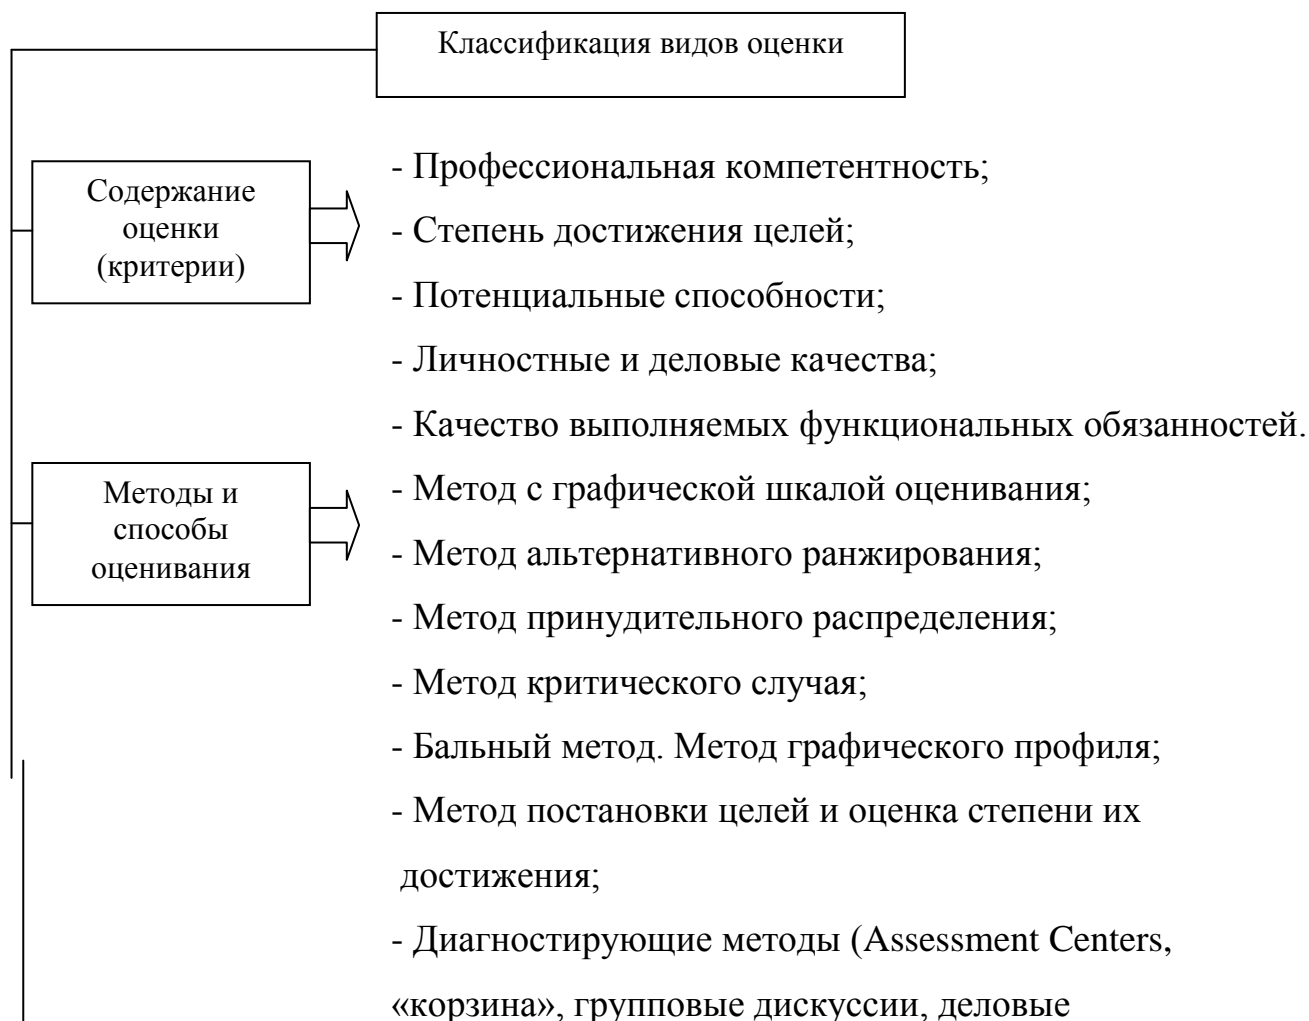 Классификация видов оценки
Содержание
оценки
(критерии)
- Профессиональная компетентность;
- Степень достижения целей;
- Потенциальные способности;
- Личностные и деловые качества;
- Качество выполняемых функциональных обязанностей.
Методы и
способы
оценивания
- Метод с графической шкалой оценивания;
- Метод альтернативного ранжирования;
- Метод принудительного распределения;
- Метод критического случая;
- Бальный метод. Метод графического профиля;
- Метод постановки целей и оценка степени их
достижения;
- Диагностирующие методы (Assessment Centers,
«корзина», групповые дискуссии, деловые